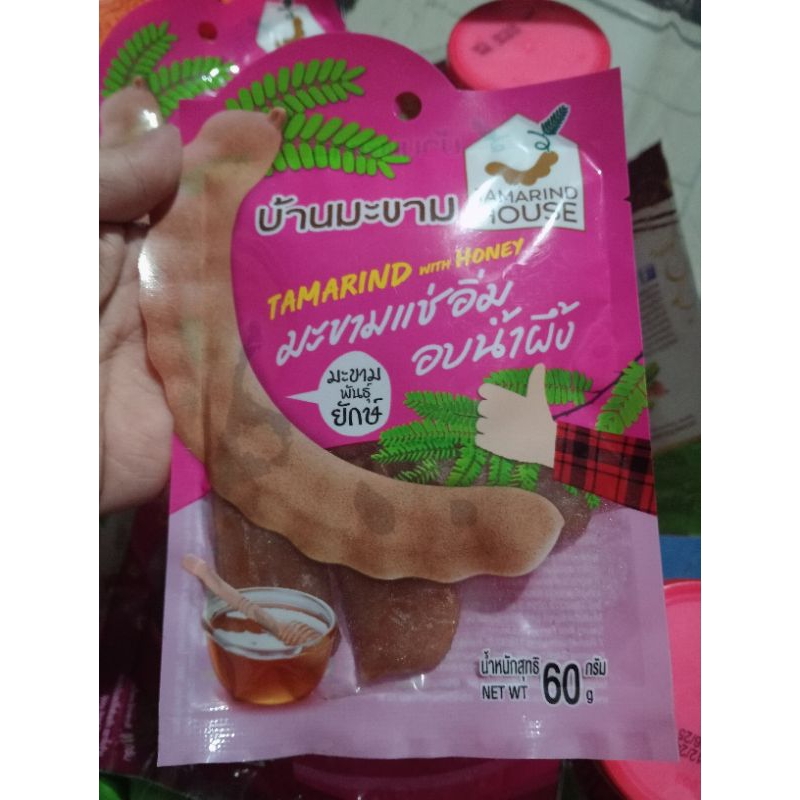 บ้านมะขาม
TAMARIND
HOUSE
TAMARIND WITH HONEY
มะขามแช่อิ่ม
อบน้ำผึ้ง
มะขาม
พันธุ์
ยักษ์
น้ำหนักสุทธิ 60 กรัม
NET WT 60 g